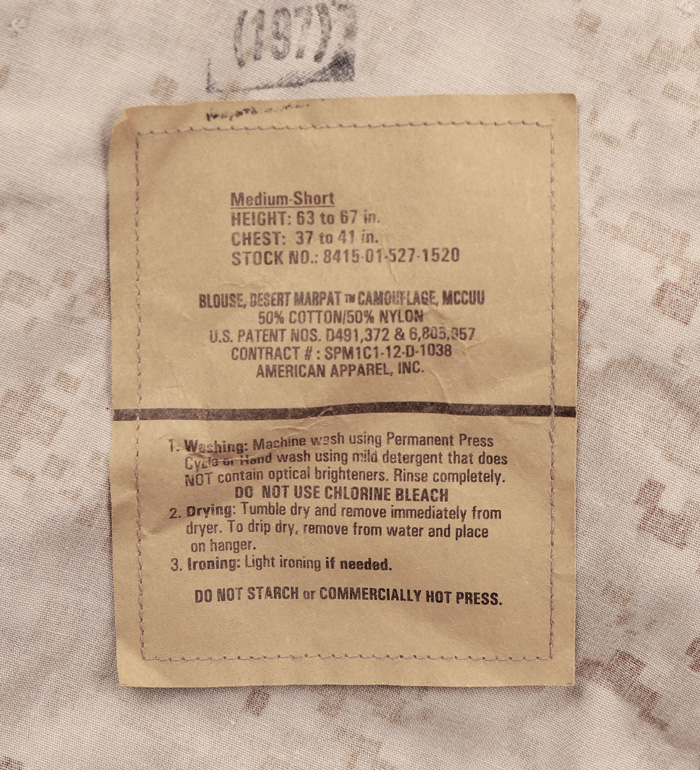 (197)
Medium-Short
HEIGHT: 63 to 67 in.
CHEST: 37 to 41 in.
STOCK NO.: 8415-01-527-1520
BLOUSE, DESERT MARPAT™ CAMOUFLAGE, MCCUU
50% COTTON/50% NYLON
U.S. PATENT NOS. D491,372 & 6,805,957
CONTRACT # : SPM1C1-12-D-1038
AMERICAN APPAREL, INC.
1. Washing: Machine wash using Permanent Press
Cycle or Hand wash using mild detergent that does
NOT contain optical brighteners. Rinse completely.
DO NOT USE CHLORINE BLEACH
2. Drying: Tumble dry and remove immediately from
dryer. To drip dry, remove from water and place
on hanger.
3. Ironing: Light ironing if needed.
DO NOT STARCH or COMMERCIALLY HOT PRESS.